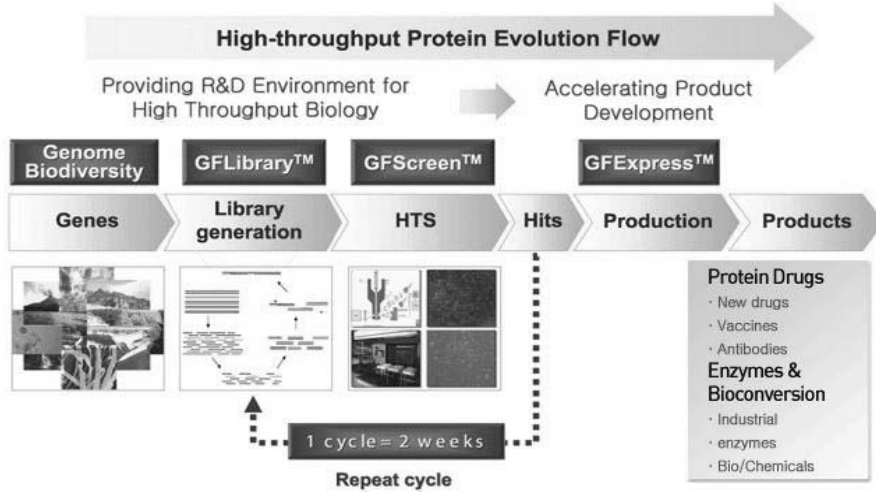 High-throughput Protein Evolution Flow
Providing R&D Environment for
High Throughput Biology
Accelerating Product
Development
Genome
Biodiversity
GFLibrary™
GFScreen™
GFExpress™
Genes
Library
generation
HTS
Hits
Production
Products
Protein Drugs
· New drugs
· Vaccines
· Antibodies
Enzymes &
Bioconversion
· Industrial
· enzymes
· Bio/Chemicals
1 cycle= 2 weeks
Repeat cycle